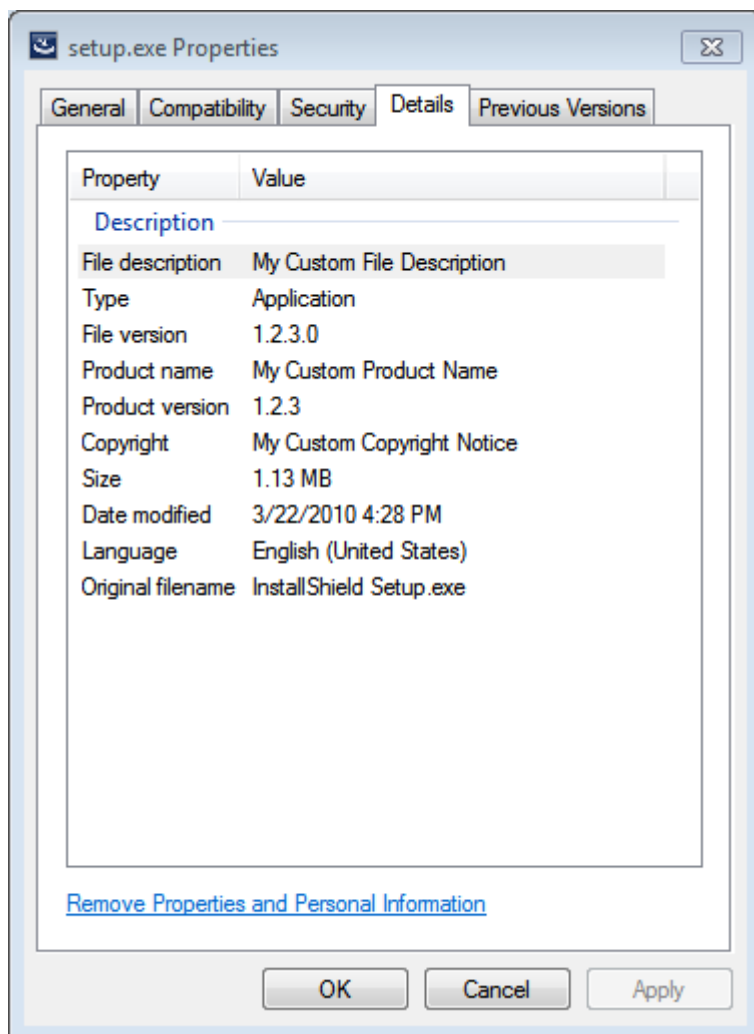 setup.exe Properties
General Compatibility Security Details Previous Versions
Property Value
Description
File description My Custom File Description
Type Application
File version 1.2.3.0
Product name My Custom Product Name
Product version 1.2.3
Copyright My Custom Copyright Notice
Size 1.13 MB
Date modified 3/22/2010 4:28 PM
Language English (United States)
Original filename InstallShield Setup.exe
Remove Properties and Personal Information
OK Cancel Apply